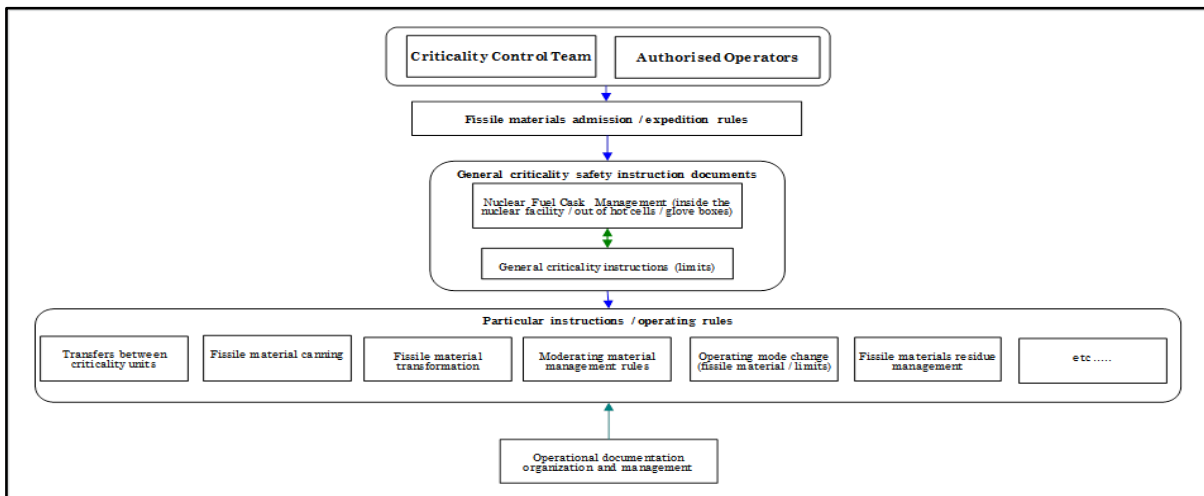 Criticality Control Team
Authorised Operators
Fissile materials admission / expedition rules
General criticality safety instruction documents
Nuclear Fuel Cask Management (inside the
nuclear facility / out of hot cells / glove boxes)
General criticality instructions (limits)
Particular instructions / operating rules
Transfers between
criticality units
Fissile material canning
Fissile material
transformation
Moderating material
management rules
Operating mode change
(fissile material / limits)
Fissile materials residue
management
etc .....
Operational documentation
organization and management